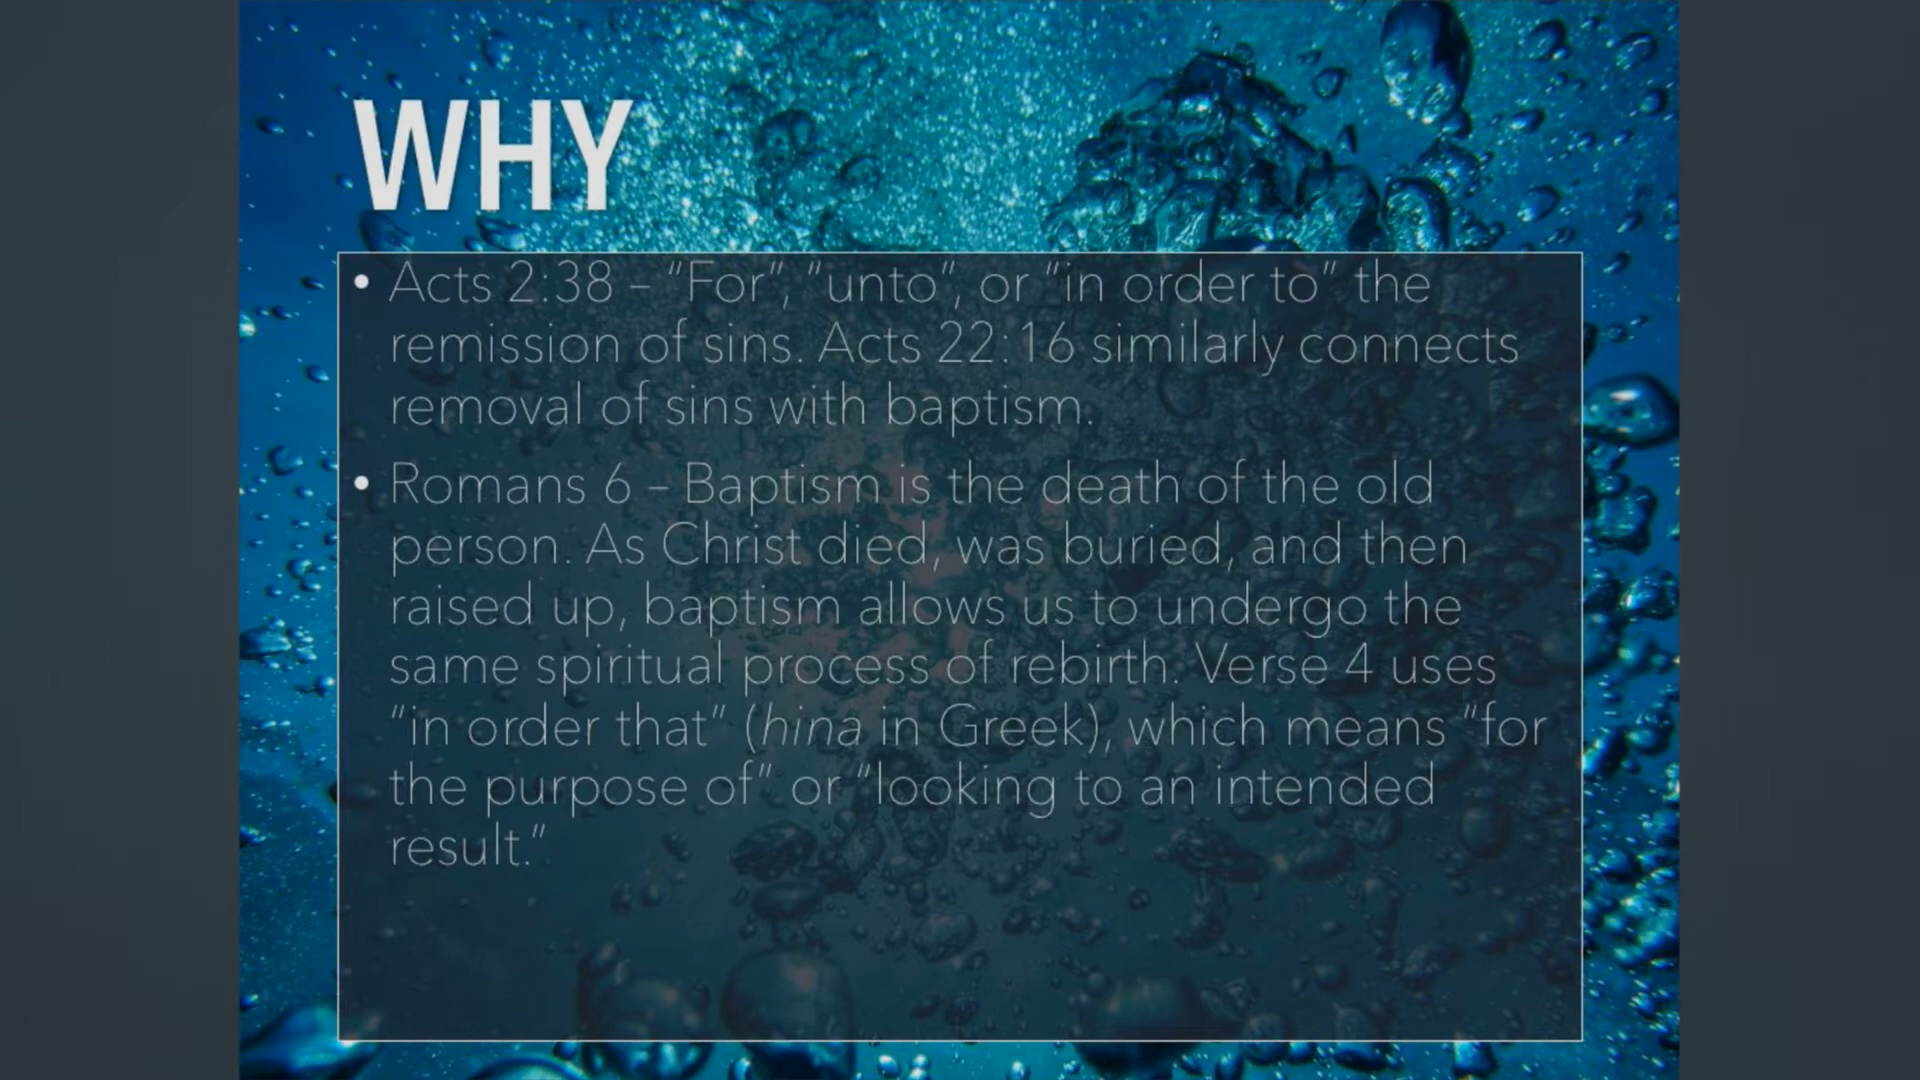 WHY
• Acts 2:38 – “For”, “unto”, or “in order to” the
remission of sins. Acts 22:16 similarly connects
removal of sins with baptism.
• Romans 6 – Baptism is the death of the old
person. As Christ died, was buried, and then
raised up, baptism allows us to undergo the
same spiritual process of rebirth. Verse 4 uses
“in order that” (hina in Greek), which means “for
the purpose of” or “looking to an intended
result.”